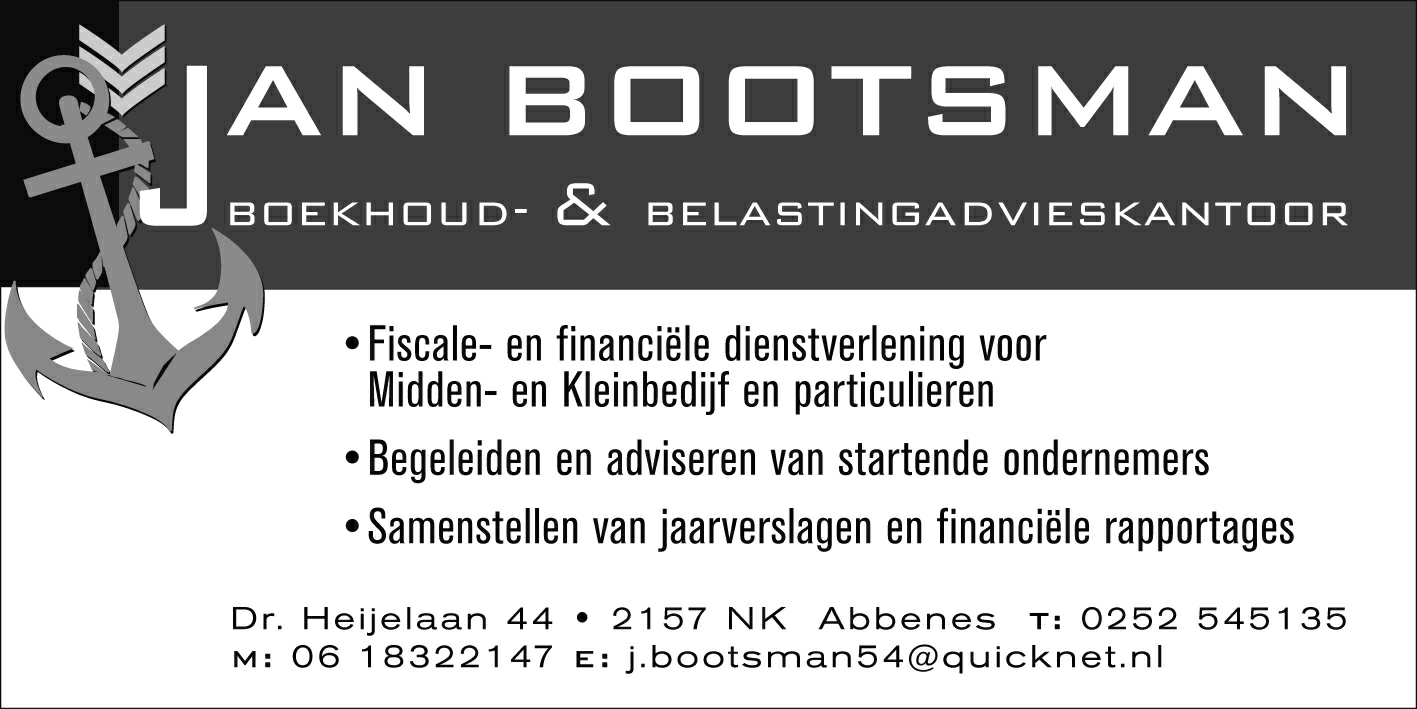 JAN BOOTSMAN
BOEKHOUD- & BELASTINGADVIESKANTOOR
• Fiscale- en financiële dienstverlening voor
Midden- en Kleinbedijf en particulieren
• Begeleiden en adviseren van startende ondernemers
• Samenstellen van jaarverslagen en financiële rapportages
Dr. Heijelaan 44 • 2157 NK Abbenes T: 0252 545135
M: 06 18322147 E: j.bootsman54@quicknet.nl